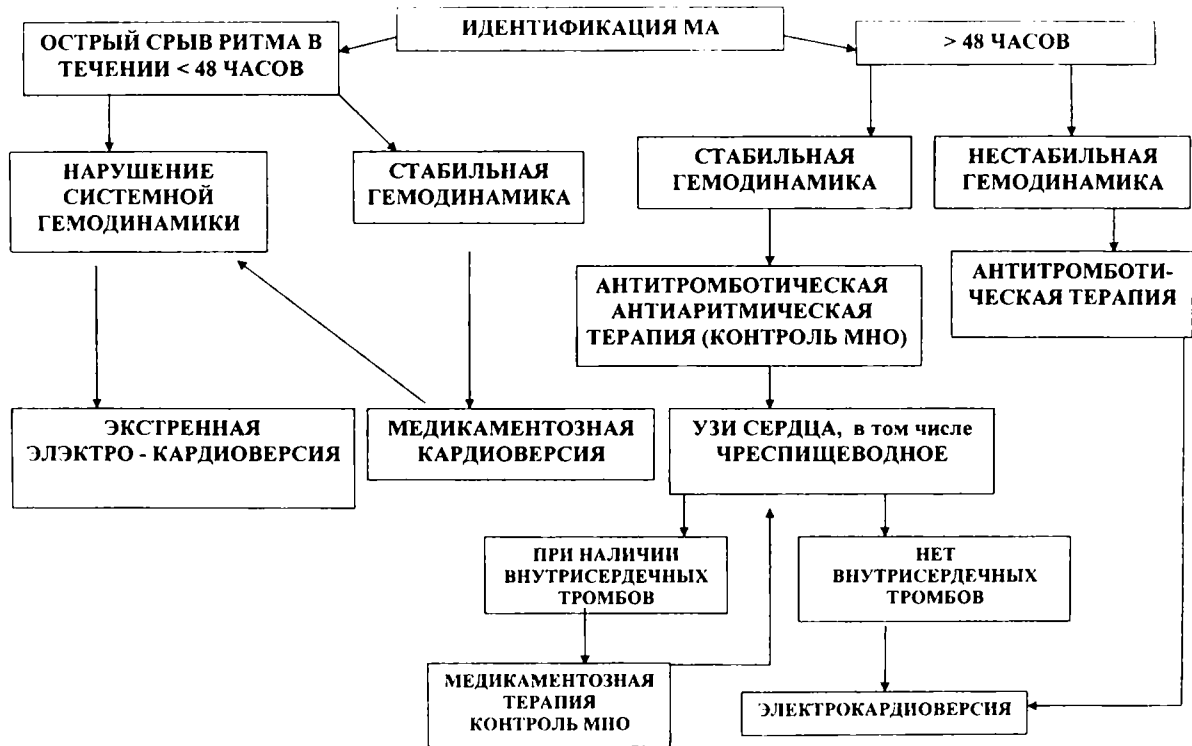 ИДЕНТИФИКАЦИЯ МА
ОСТРЫЙ СРЫВ РИТМА В
ТЕЧЕНИИ < 48 ЧАСОВ
> 48 ЧАСОВ
НАРУШЕНИЕ
СИСТЕМНОЙ
ГЕМОДИНАМИКИ
СТАБИЛЬНАЯ
ГЕМОДИНАМИКА
СТАБИЛЬНАЯ
ГЕМОДИНАМИКА
НЕСТАБИЛЬНАЯ
ГЕМОДИНАМИКА
АНТИТРОМБОТИЧЕСКАЯ
АНТИАРИТМИЧЕСКАЯ
ТЕРАПИЯ (КОНТРОЛЬ МНО)
АНТИТРОМБОТИ-
ЧЕСКАЯ ТЕРАПИЯ
ЭКСТРЕННАЯ
ЭЛЭКТРО - КАРДИОВЕРСИЯ
МЕДИКАМЕНТОЗНАЯ
КАРДИОВЕРСИЯ
УЗИ СЕРДЦА, в том числе
ЧРЕСПИЩЕВОДНОЕ
ПРИ НАЛИЧИИ
ВНУТРИСЕРДЕЧНЫХ
ТРОМБОВ
НЕТ
ВНУТРИСЕРДЕЧНЫХ
ТРОМБОВ
МЕДИКАМЕНТОЗНАЯ
ТЕРАПИЯ
КОНТРОЛЬ МНО
ЭЛЕКТРОКАРДИОВЕРСИЯ